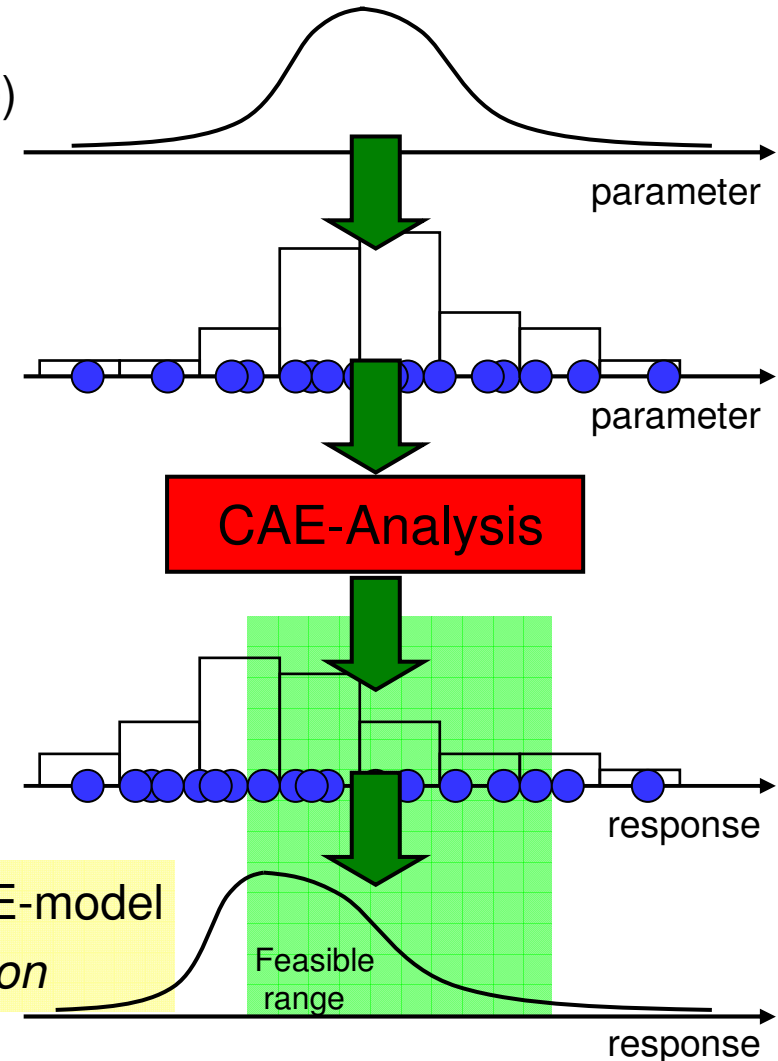 )
parameter
parameter
CAE-Analysis
response
E-model
on
Feasible
range
response